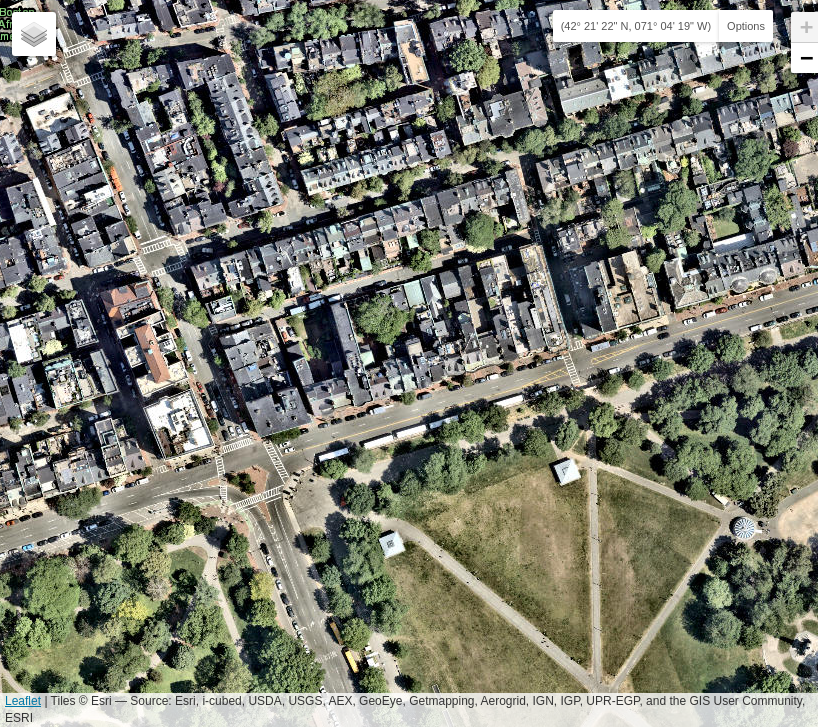 Boston
(42° 21' 22" N, 071° 04' 19" W) Options
+
−
Leaflet | Tiles © Esri — Source: Esri, i-cubed, USDA, USGS, AEX, GeoEye, Getmapping, Aerogrid, IGN, IGP, UPR-EGP, and the GIS User Community,
ESRI